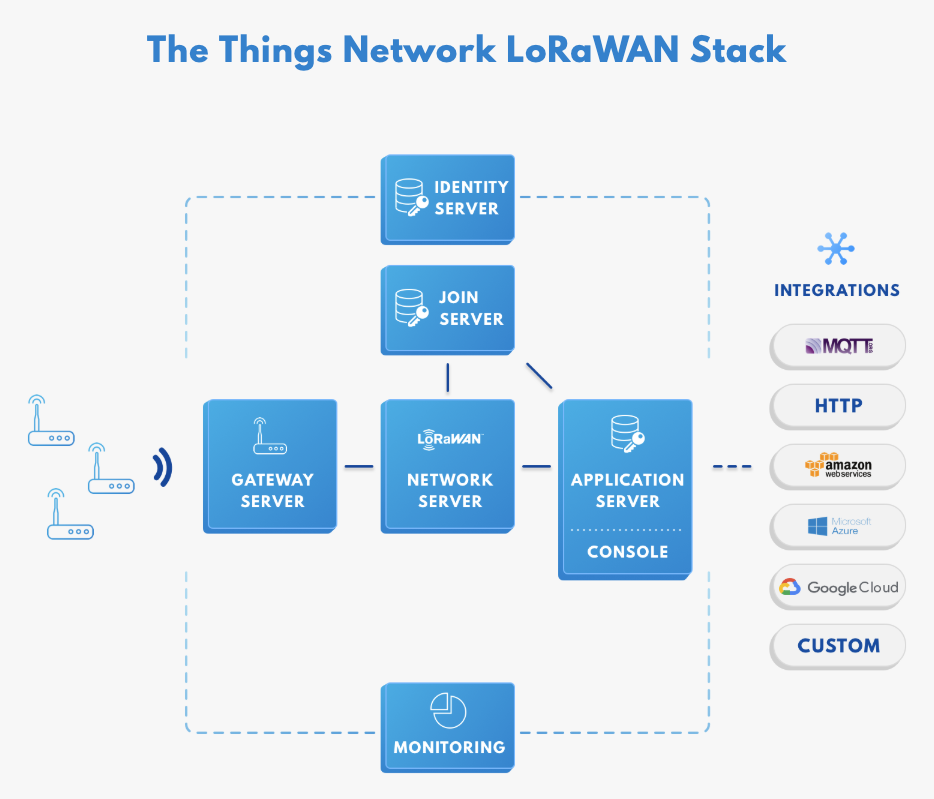 The Things Network LoRaWAN Stack
IDENTITY
SERVER
JOIN
SERVER
GATEWAY
SERVER
LoRaWAN
NETWORK
SERVER
APPLICATION
SERVER
CONSOLE
MONITORING
INTEGRATIONS
MQTT
HTTP
amazon
web services
Microsoft
Azure
Google Cloud
CUSTOM